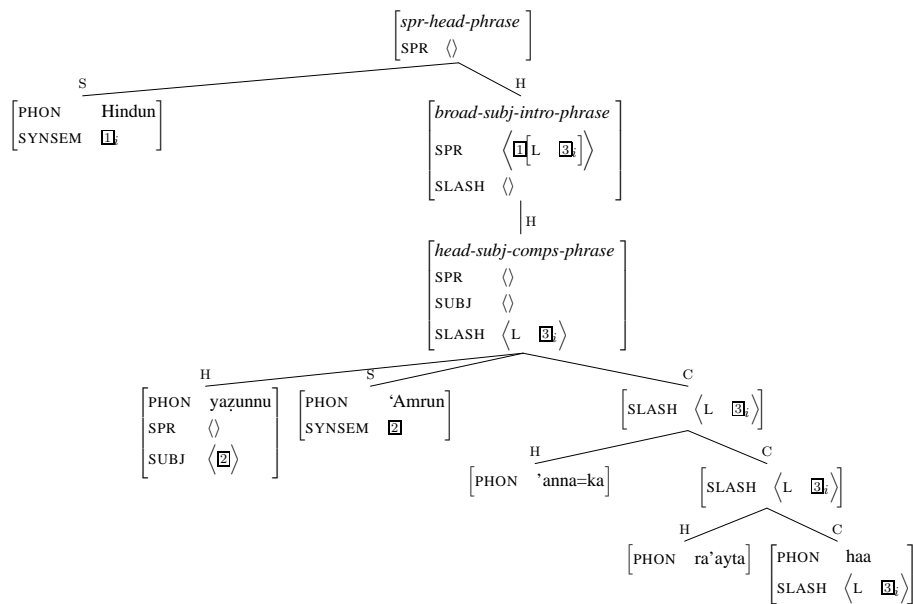 spr-head-phrase
SPR ⟨⟩
S H
PHON Hindun
SYNSEM 1i
broad-subj-intro-phrase
SPR ⟨1[L 3i]⟩
SLASH ⟨⟩
H
head-subj-comps-phrase
SPR ⟨⟩
SUBJ ⟨⟩
SLASH ⟨L 3i⟩
H S C
PHON yaẓunnu
SPR ⟨⟩
SUBJ ⟨2⟩
PHON ‘Amrun
SYNSEM 2
SLASH ⟨L 3i⟩
H C
PHON ’anna=ka
SLASH ⟨L 3i⟩
H C
PHON ra’ayta
PHON haa
SLASH ⟨L 3i⟩